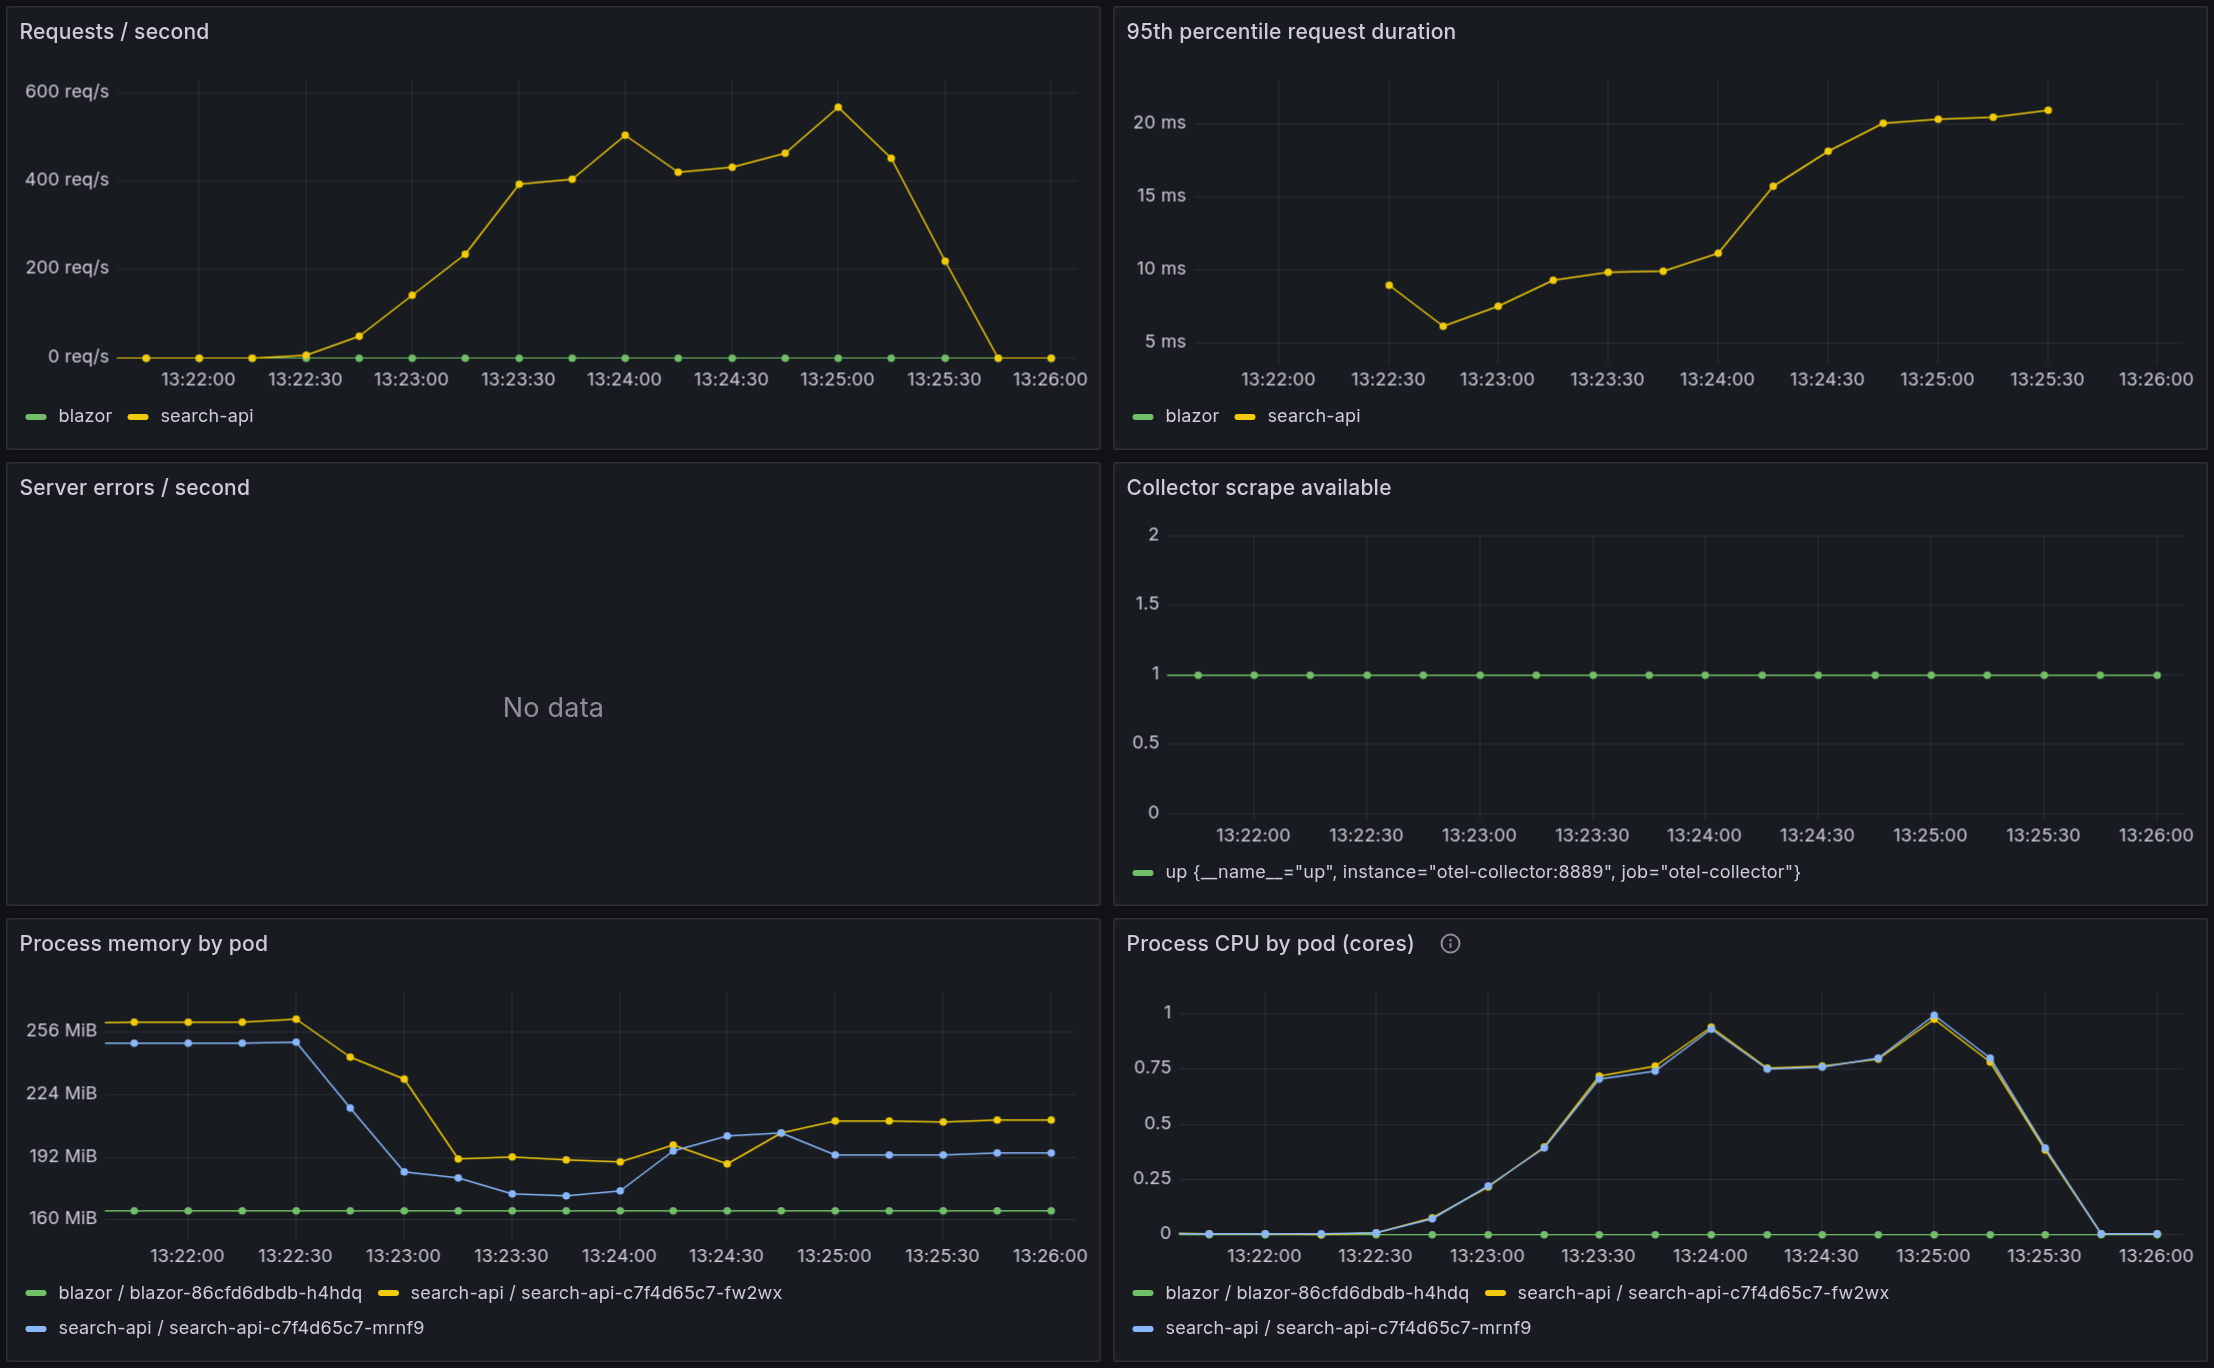 Requests / second
600 req/s
400 req/s
200 req/s
0 req/s
13:22:00 13:22:30 13:23:00 13:23:30 13:24:00 13:24:30 13:25:00 13:25:30 13:26:00
blazor search-api
95th percentile request duration
20 ms
15 ms
10 ms
5 ms
13:22:00 13:22:30 13:23:00 13:23:30 13:24:00 13:24:30 13:25:00 13:25:30 13:26:00
blazor search-api
Server errors / second
No data
Collector scrape available
2
1.5
1
0.5
0
13:22:00 13:22:30 13:23:00 13:23:30 13:24:00 13:24:30 13:25:00 13:25:30 13:26:00
up {__name__="up", instance="otel-collector:8889", job="otel-collector"}
Process memory by pod
256 MiB
224 MiB
192 MiB
160 MiB
13:22:00 13:22:30 13:23:00 13:23:30 13:24:00 13:24:30 13:25:00 13:25:30 13:26:00
blazor / blazor-86cfd6dbdb-h4hdq search-api / search-api-c7f4d65c7-fw2wx
search-api / search-api-c7f4d65c7-mrnf9
Process CPU by pod (cores)
1
0.75
0.5
0.25
0
13:22:00 13:22:30 13:23:00 13:23:30 13:24:00 13:24:30 13:25:00 13:25:30 13:26:00
blazor / blazor-86cfd6dbdb-h4hdq search-api / search-api-c7f4d65c7-fw2wx
search-api / search-api-c7f4d65c7-mrnf9